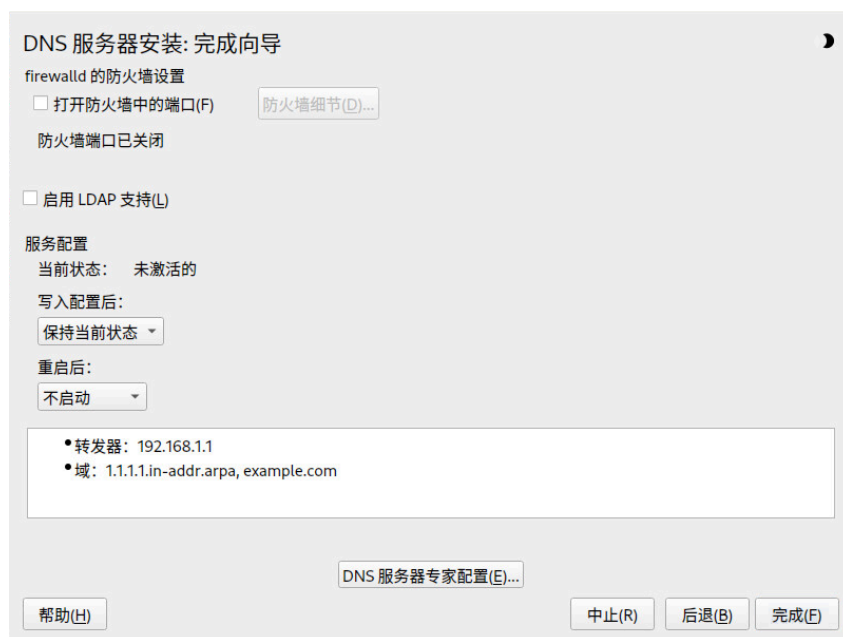 DNS 服务器安装: 完成向导
firewalld 的防火墙设置
打开防火墙中的端口(F) 防火墙细节(D)...
防火墙端口已关闭
启用 LDAP 支持(L)
服务配置
当前状态： 未激活的
写入配置后：
保持当前状态
重启后：
不启动
•转发器：192.168.1.1
•域：1.1.1.1.in-addr.arpa, example.com
DNS 服务器专家配置(E)...
帮助(H) 中止(R) 后退(B) 完成(F)